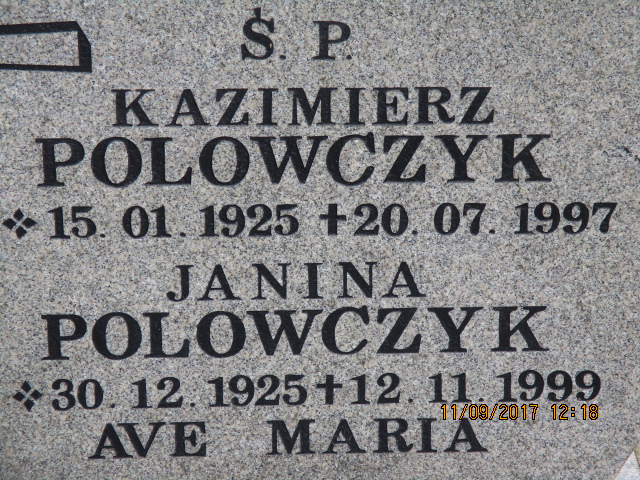 Ś. P.
KAZIMIERZ
POLOWCZYK
15. 01. 1925 ✝ 20. 07. 1997
JANINA
POLOWCZYK
30. 12. 1925 ✝ 12. 11. 1999
AVE MARIA
11/09/2017 12:18